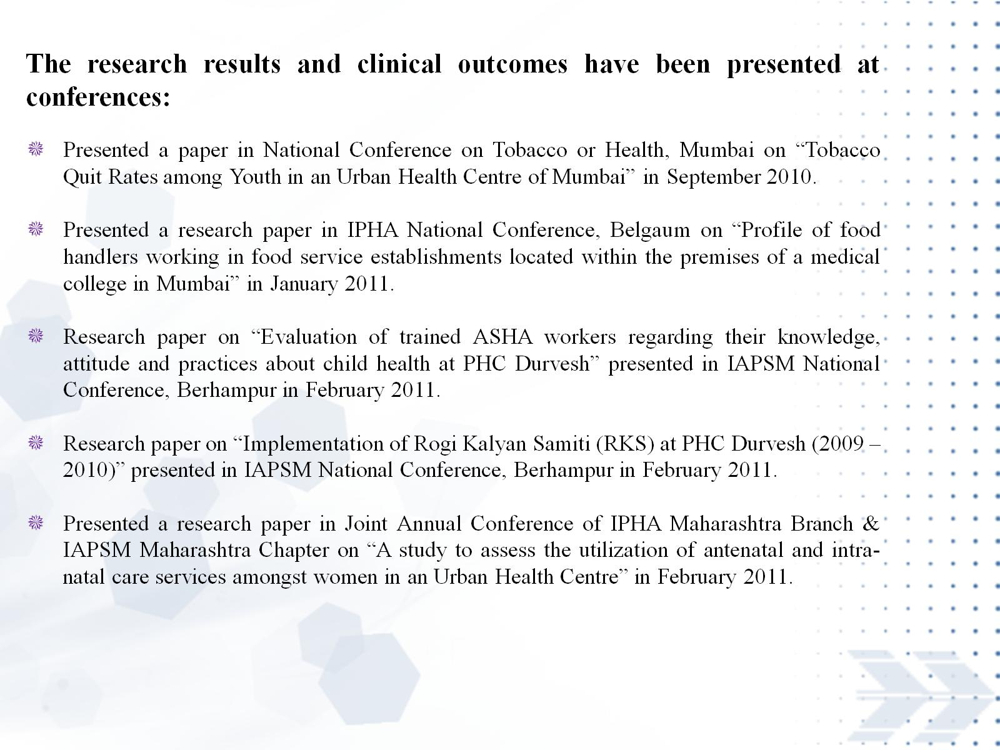 The research results and clinical outcomes have been presented at
conferences:
Presented a paper in National Conference on Tobacco or Health, Mumbai on “Tobacco
Quit Rates among Youth in an Urban Health Centre of Mumbai” in September 2010.
Presented a research paper in IPHA National Conference, Belgaum on “Profile of food
handlers working in food service establishments located within the premises of a medical
college in Mumbai” in January 2011.
Research paper on “Evaluation of trained ASHA workers regarding their knowledge,
attitude and practices about child health at PHC Durvesh” presented in IAPSM National
Conference, Berhampur in February 2011.
Research paper on “Implementation of Rogi Kalyan Samiti (RKS) at PHC Durvesh (2009 –
2010)” presented in IAPSM National Conference, Berhampur in February 2011.
Presented a research paper in Joint Annual Conference of IPHA Maharashtra Branch &
IAPSM Maharashtra Chapter on “A study to assess the utilization of antenatal and intra-
natal care services amongst women in an Urban Health Centre” in February 2011.